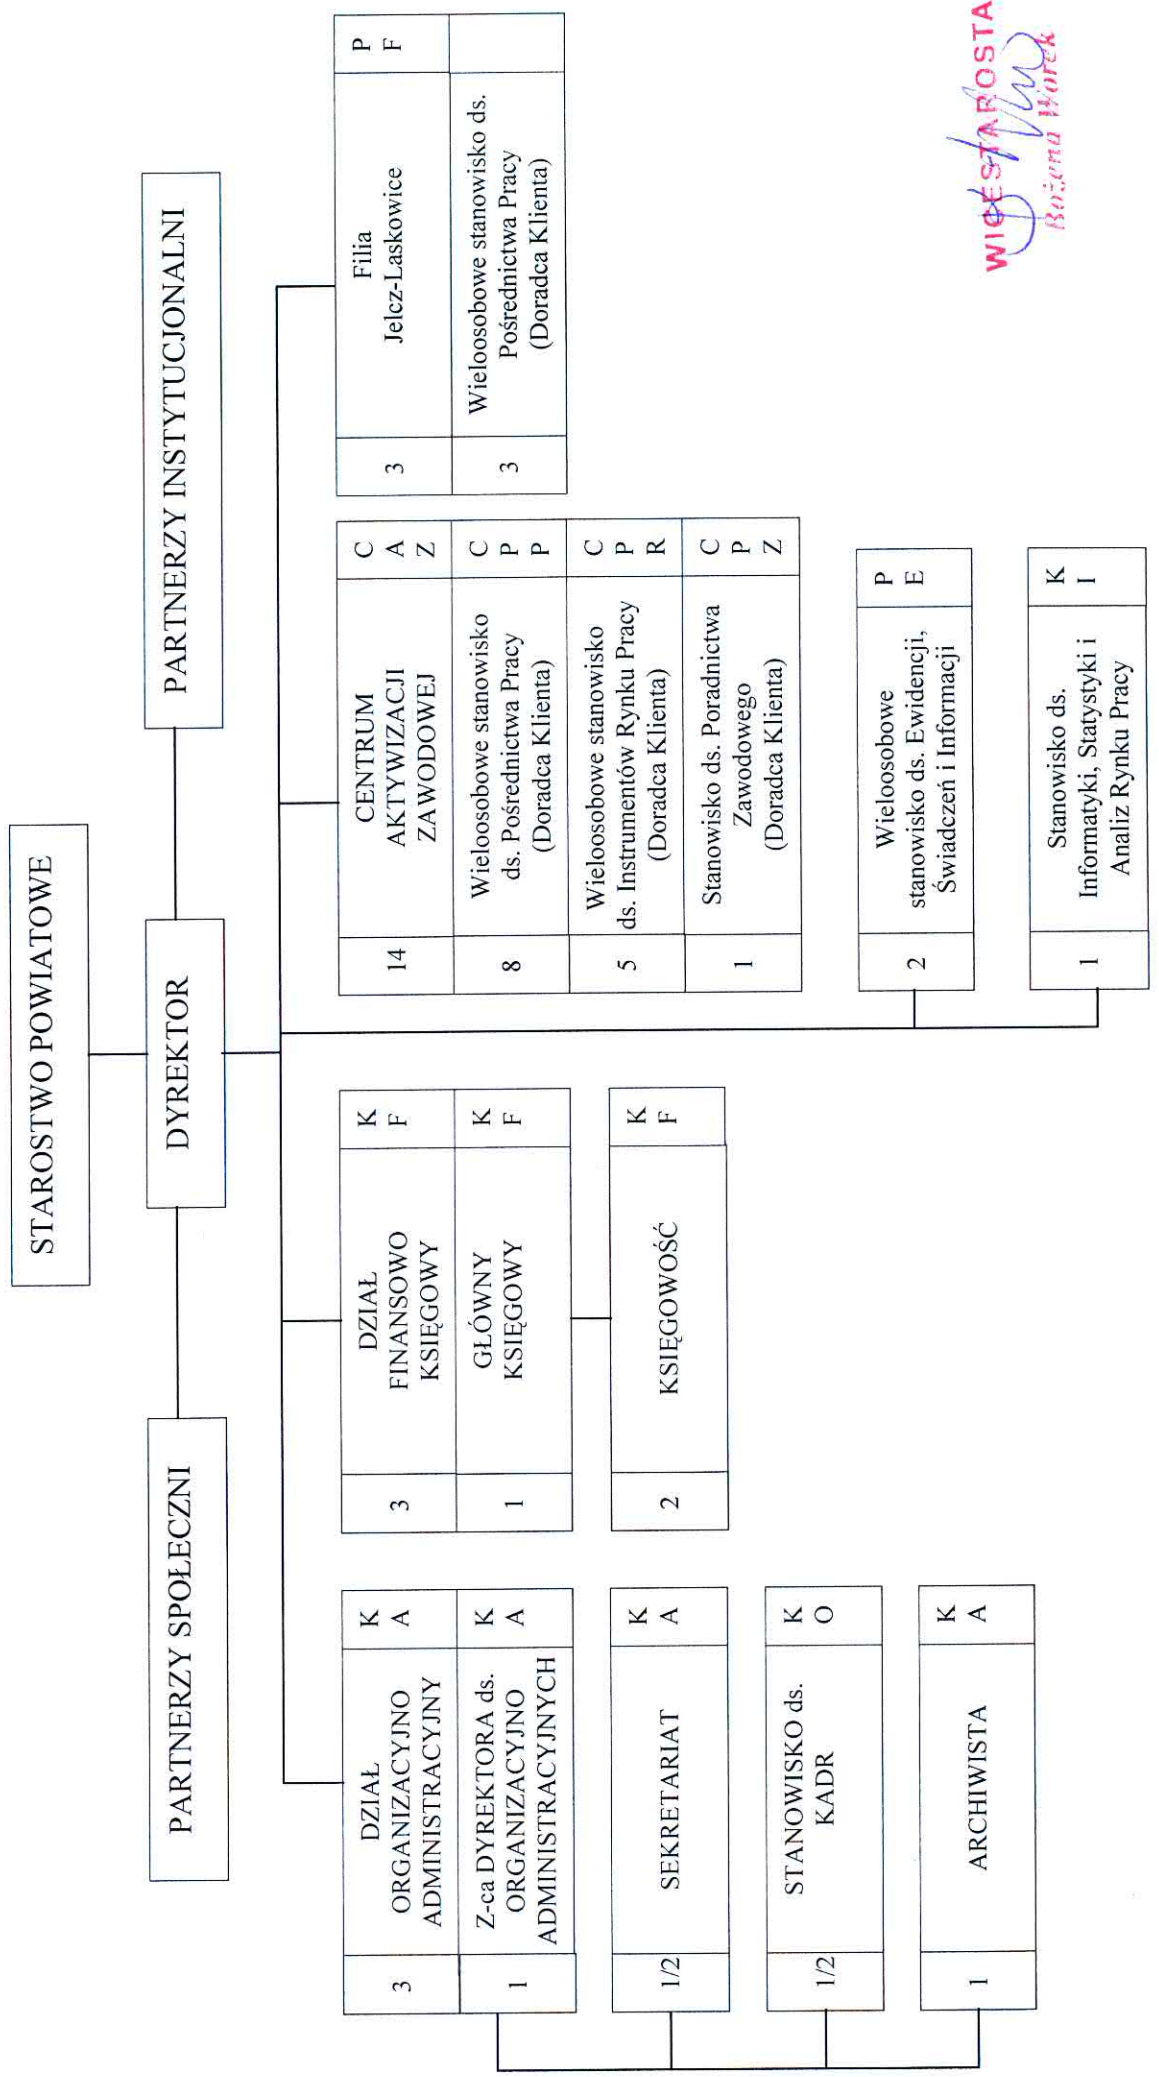 STAROSTWO POWIATOWE
PARTNERZY SPOŁECZNI
DYREKTOR
PARTNERZY INSTYTUCJONALNI
3
DZIAŁ
ORGANIZACYJNO
ADMINISTRACYJNY
K
A
1
Z-ca DYREKTORA ds.
ORGANIZACYJNO
ADMINISTRACYJNYCH
K
A
1/2
SEKRETARIAT
K
A
1/2
STANOWISKO ds.
KADR
K
O
1
ARCHIWISTA
K
A
3
DZIAŁ
FINANSOWO
KSIĘGOWY
K
F
1
GŁÓWNY
KSIĘGOWY
K
F
2
KSIĘGOWOŚĆ
K
F
14
CENTRUM
AKTYWIZACJI
ZAWODOWEJ
C
A
Z
8
Wieloosobowe stanowisko
ds. Pośrednictwa Pracy
(Doradca Klienta)
C
P
P
5
Wieloosobowe stanowisko
ds. Instrumentów Rynku Pracy
(Doradca Klienta)
C
P
R
1
Stanowisko ds. Poradnictwa
Zawodowego
(Doradca Klienta)
C
P
Z
2
Wieloosobowe
stanowisko ds. Ewidencji,
Świadczeń i Informacji
P
E
1
Stanowisko ds.
Informatyki, Statystyki i
Analiz Rynku Pracy
K
I
3
Filia
Jelcz-Laskowice
P
F
3
Wieloosobowe stanowisko ds.
Pośrednictwa Pracy
(Doradca Klienta)
WICESTAROSTA
Bożena Worek